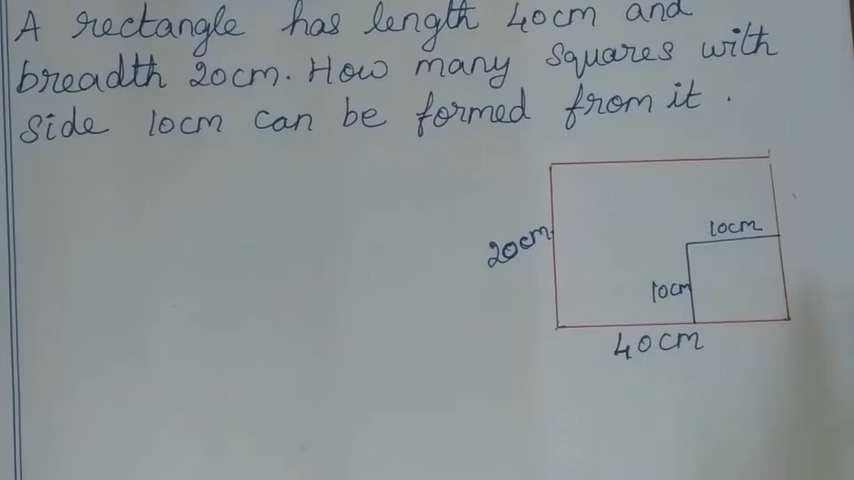 A rectangle has length 40cm and
breadth 20cm. How many squares with
side 10cm can be formed from it.
10cm
20cm
10cm
40cm